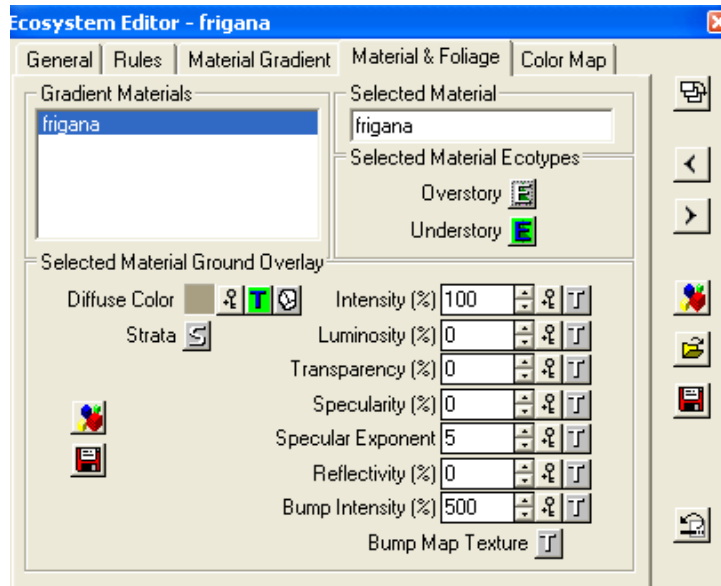 Ecosystem Editor - frigana
General Rules Material Gradient Material & Foliage Color Map
Gradient Materials
frigana
Selected Material
frigana
Selected Material Ecotypes
Overstory E
Understory E
Selected Material Ground Overlay
Diffuse Color T
Strata S
Intensity (%) 100 T
Luminosity (%) 0 T
Transparency (%) 0 T
Specularity (%) 0 T
Specular Exponent 5 T
Reflectivity (%) 0 T
Bump Intensity (%) 500 T
Bump Map Texture T